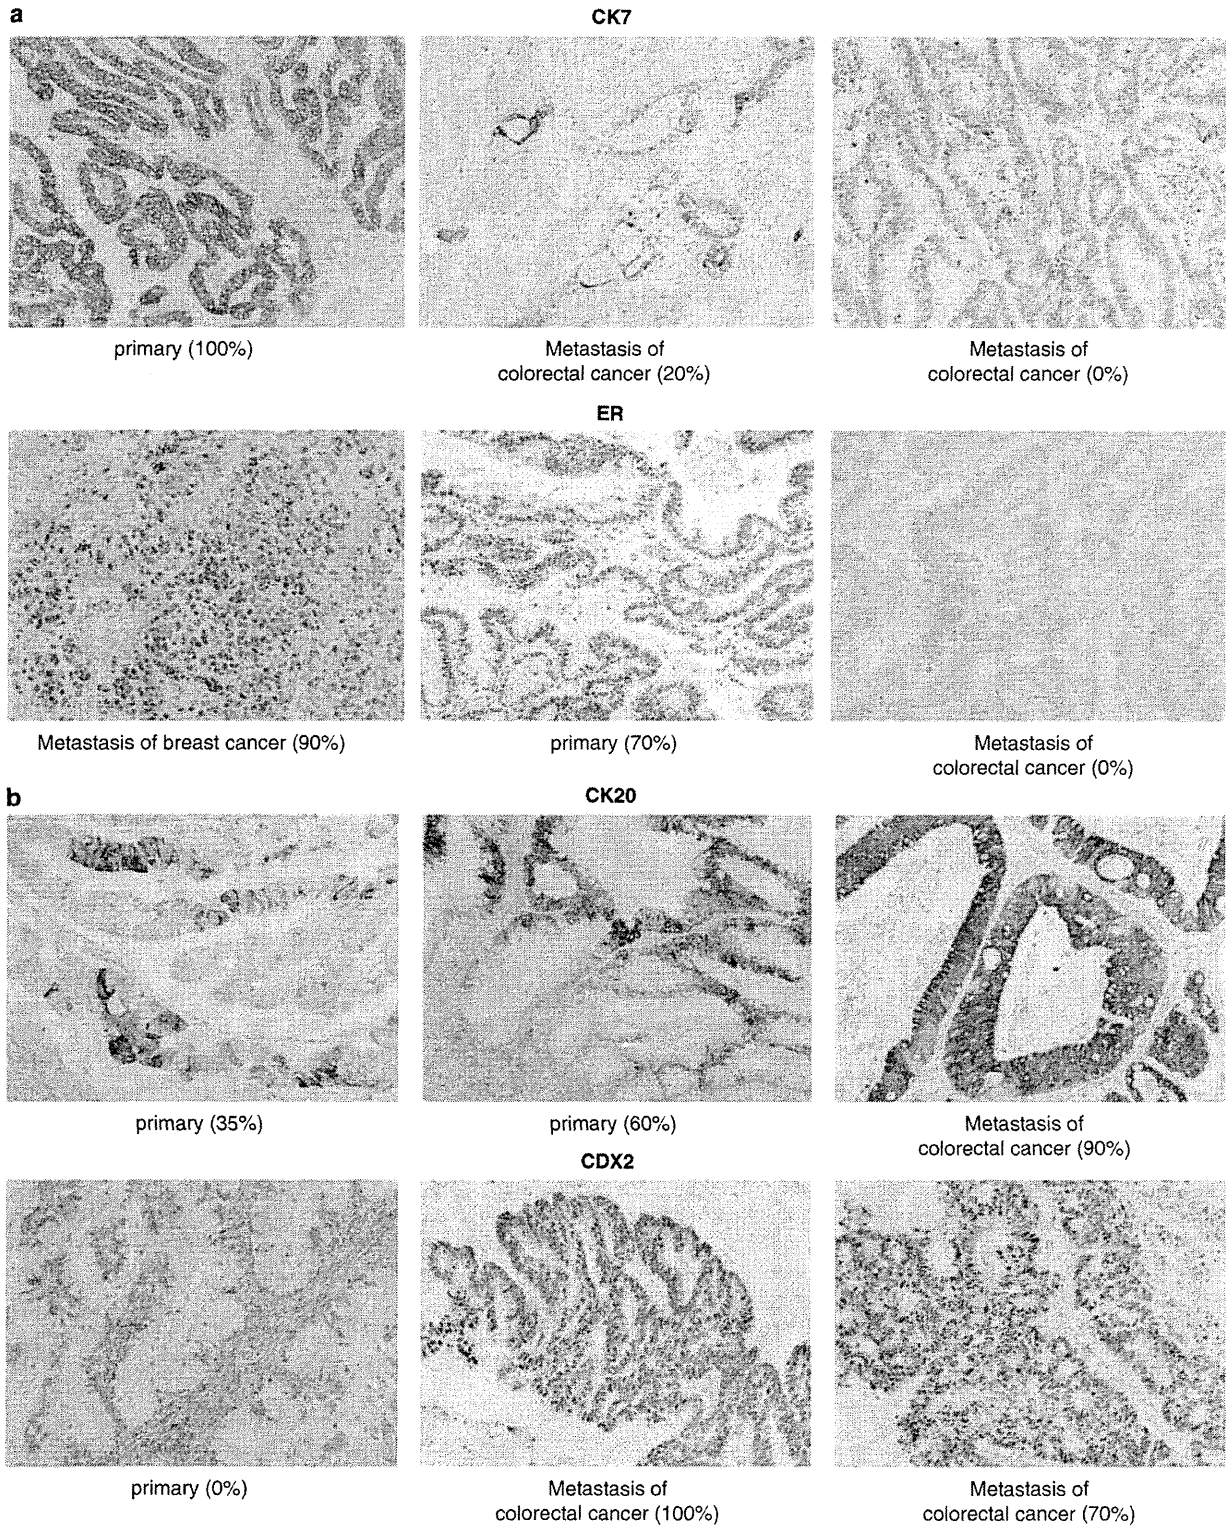 a
CK7
primary (100%)
Metastasis of
colorectal cancer (20%)
Metastasis of
colorectal cancer (0%)
ER
Metastasis of breast cancer (90%)
primary (70%)
Metastasis of
colorectal cancer (0%)
b
CK20
primary (35%)
primary (60%)
Metastasis of
colorectal cancer (90%)
CDX2
primary (0%)
Metastasis of
colorectal cancer (100%)
Metastasis of
colorectal cancer (70%)